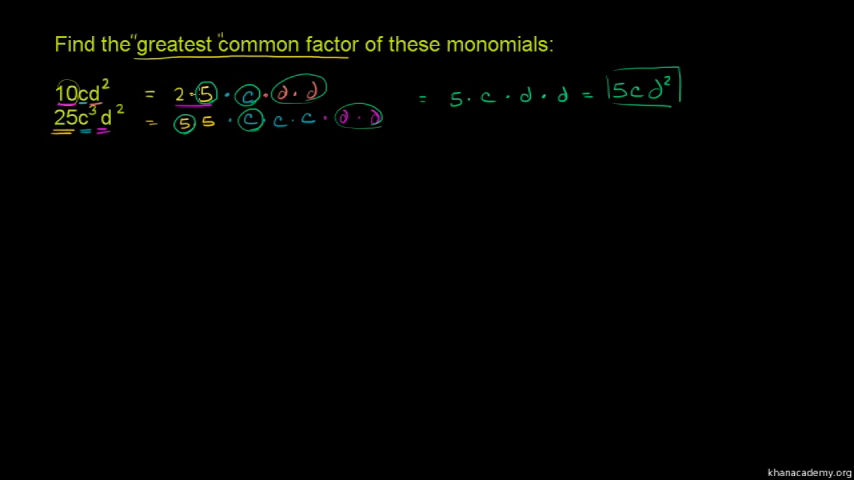 Find the "greatest "common factor of these monomials:
10cd² = 2 · 5 · c · d · d = 5 · c · d · d = 5cd²
25c³d² = 5 5 · c · c · c · d · d
khanacademy.org